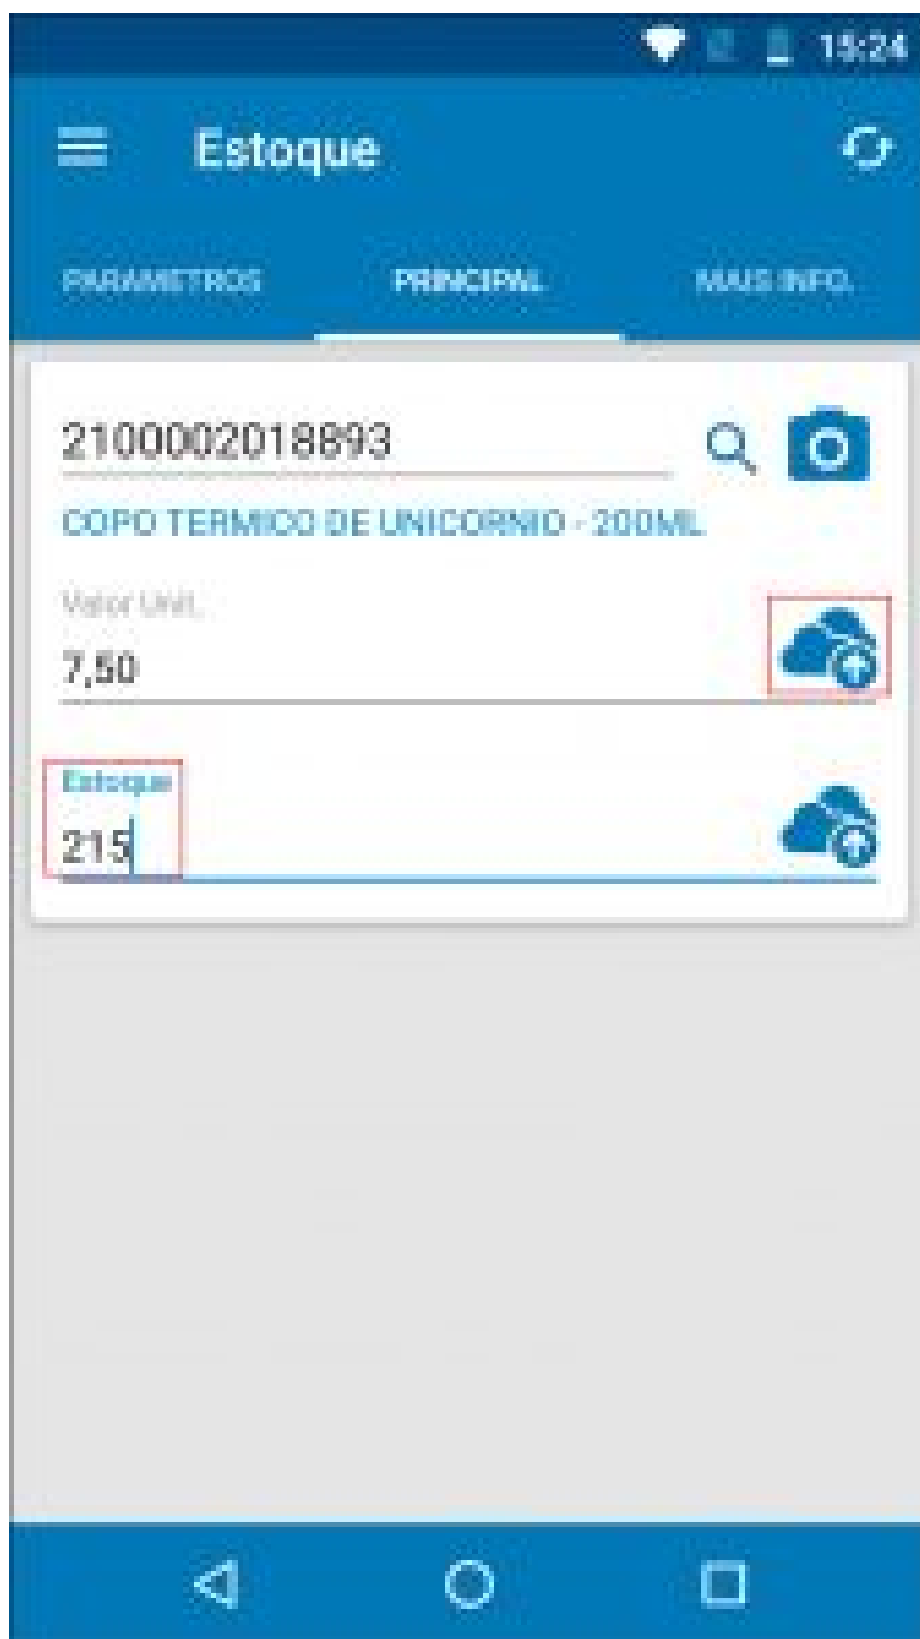 15:24
Estoque
PARAMETROS PRINCIPAL MAIS INFO.
2100002018893
COPO TERMICO DE UNICORNIO - 200ML
Valor Unit.
7,50
Estoque
215